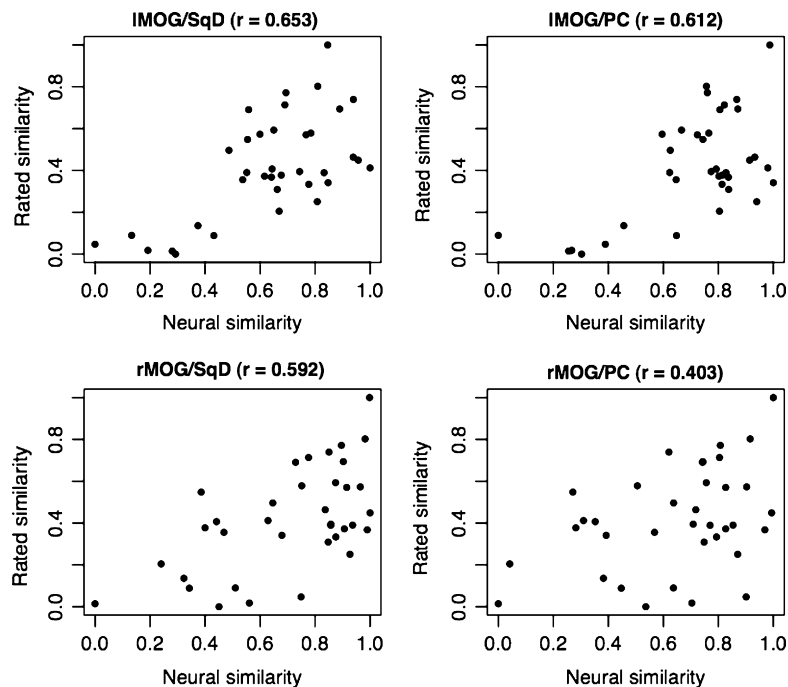 lMOG/SqD (r = 0.653)
Rated similarity
0.0 0.4 0.8
0.0 0.2 0.4 0.6 0.8 1.0
Neural similarity
lMOG/PC (r = 0.612)
Rated similarity
0.0 0.4 0.8
0.0 0.2 0.4 0.6 0.8 1.0
Neural similarity
rMOG/SqD (r = 0.592)
Rated similarity
0.0 0.4 0.8
0.0 0.2 0.4 0.6 0.8 1.0
Neural similarity
rMOG/PC (r = 0.403)
Rated similarity
0.0 0.4 0.8
0.0 0.2 0.4 0.6 0.8 1.0
Neural similarity